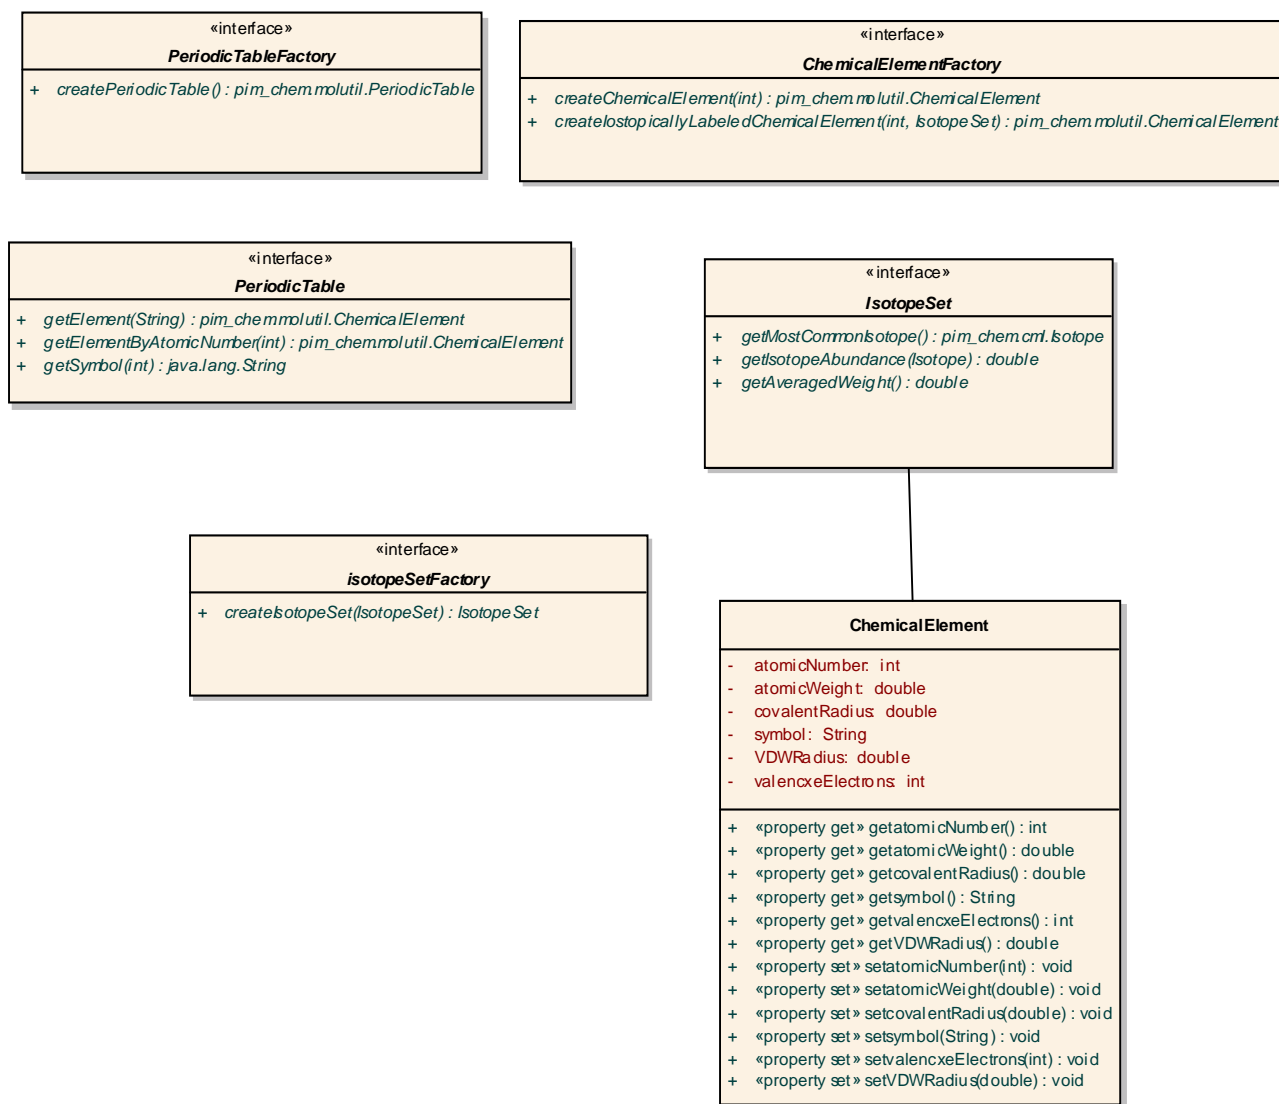 «interface»
PeriodicTableFactory
+ createPeriodicTable() : pim_chem.molutil.PeriodicTable
«interface»
ChemicalElementFactory
+ createChemicalElement(int) : pim_chem.molutil.ChemicalElement
+ createIostopicallyLabeledChemicalElement(int, IsotopeSet) : pim_chem.molutil.ChemicalElement
«interface»
PeriodicTable
+ getElement(String) : pim_chem.molutil.ChemicalElement
+ getElementByAtomicNumber(int) : pim_chem.molutil.ChemicalElement
+ getSymbol(int) : java.lang.String
«interface»
IsotopeSet
+ getMostCommonIsotope() : pim_chem.cml.Isotope
+ getIsotopeAbundance(Isotope) : double
+ getAveragedWeight() : double
«interface»
isotopeSetFactory
+ createIsotopeSet(IsotopeSet) : IsotopeSet
ChemicalElement
- atomicNumber: int
- atomicWeight: double
- covalentRadius: double
- symbol: String
- VDWRadius: double
- valencxeElectrons: int
+ «property get» getatomicNumber() : int
+ «property get» getatomicWeight() : double
+ «property get» getcovalentRadius() : double
+ «property get» getsymbol() : String
+ «property get» getvalencxeElectrons() : int
+ «property get» getVDWRadius() : double
+ «property set» setatomicNumber(int) : void
+ «property set» setatomicWeight(double) : void
+ «property set» setcovalentRadius(double) : void
+ «property set» setsymbol(String) : void
+ «property set» setvalencxeElectrons(int) : void
+ «property set» setVDWRadius(double) : void